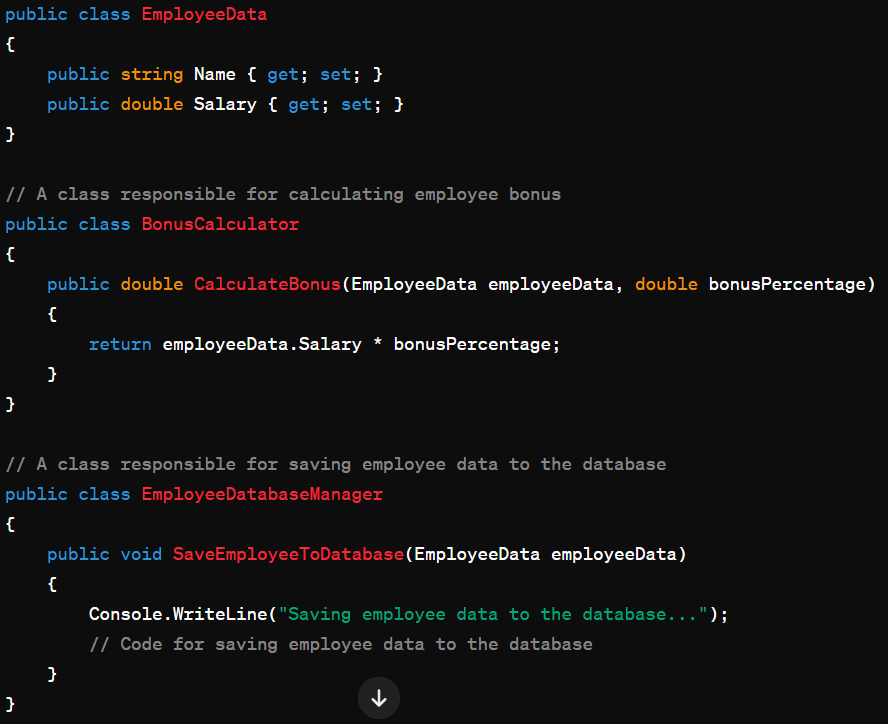 public class EmployeeData
{
    public string Name { get; set; }
    public double Salary { get; set; }
}

// A class responsible for calculating employee bonus
public class BonusCalculator
{
    public double CalculateBonus(EmployeeData employeeData, double bonusPercentage)
    {
        return employeeData.Salary * bonusPercentage;
    }
}

// A class responsible for saving employee data to the database
public class EmployeeDatabaseManager
{
    public void SaveEmployeeToDatabase(EmployeeData employeeData)
    {
        Console.WriteLine("Saving employee data to the database...");
        // Code for saving employee data to the database
    }
}